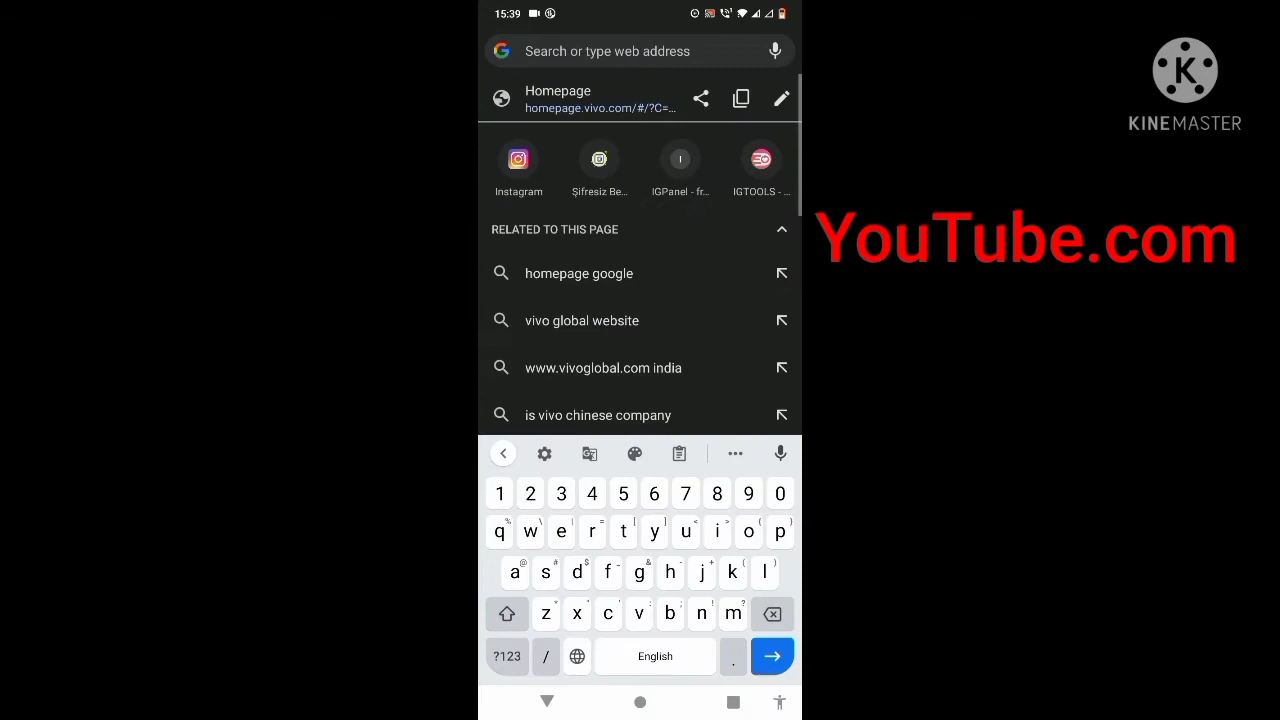 15:39
Search or type web address
Homepage
homepage.vivo.com/#/?C=...
KINEMASTER
Instagram
Şifresiz Be...
I
IGPanel - fr...
IGTOOLS - ...
YouTube.com
RELATED TO THIS PAGE
homepage google
vivo global website
www.vivoglobal.com india
is vivo chinese company
1 2 3 4 5 6 7 8 9 0
q w e r t y u i o p
a s d f g h j k l
z x c v b n m
?123 / English .